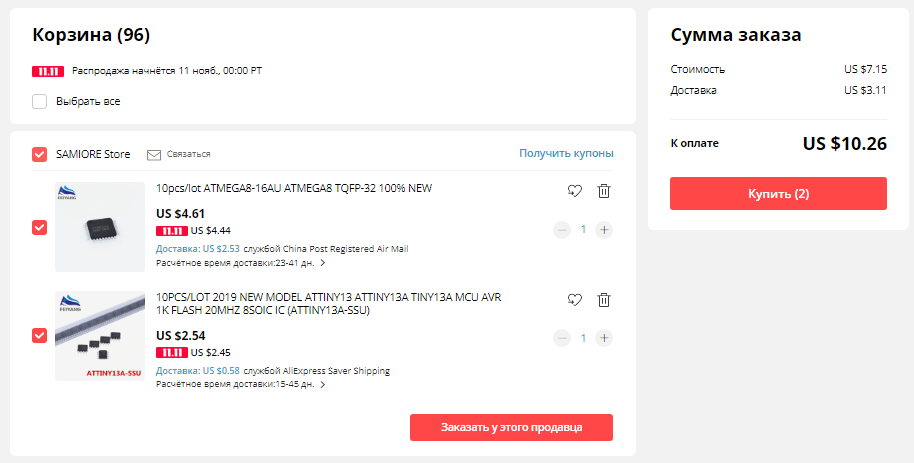 Корзина (96)
11.11 Распродажа начнётся 11 нояб., 00:00 PT
Выбрать все
SAMIORE Store
Связаться
Получить купоны
FEIYANG
10pcs/lot ATMEGA8-16AU ATMEGA8 TQFP-32 100% NEW
US $4.61
11.11 US $4.44
Доставка: US $2.53 службой China Post Registered Air Mail
Расчётное время доставки:23-41 дн.
1
FEIYANG
ATTINY13A-SSU
10PCS/LOT 2019 NEW MODEL ATTINY13 ATTINY13A TINY13A MCU AVR
1K FLASH 20MHZ 8SOIC IC (ATTINY13A-SSU)
US $2.54
11.11 US $2.45
Доставка: US $0.58 службой AliExpress Saver Shipping
Расчётное время доставки:15-45 дн.
1
Заказать у этого продавца
Сумма заказа
Стоимость US $7.15
Доставка US $3.11
К оплате US $10.26
Купить (2)